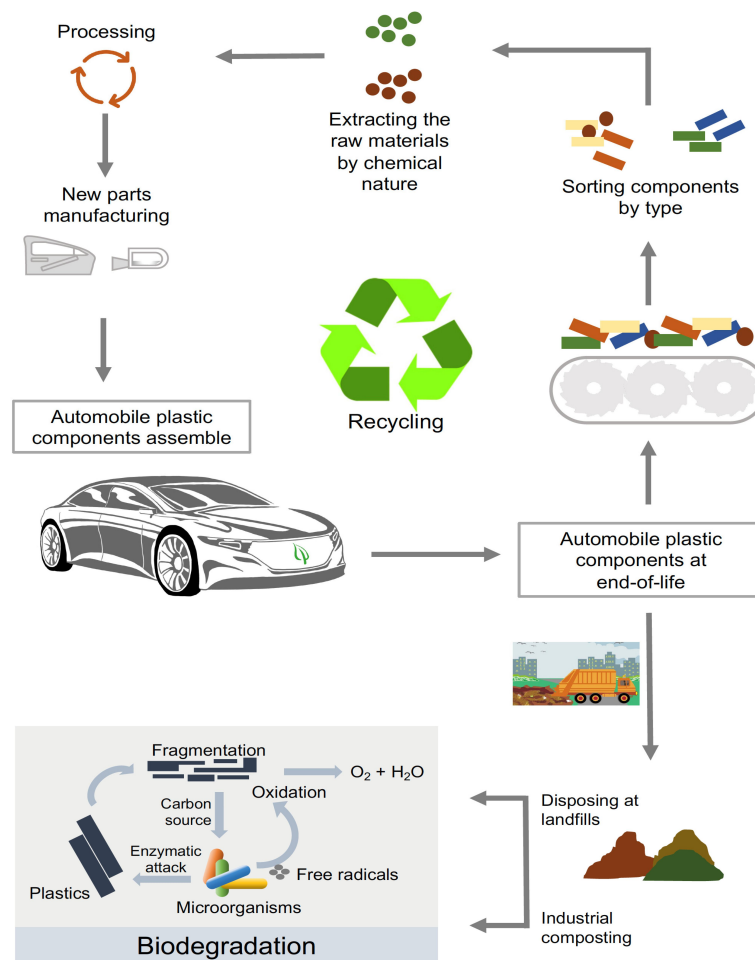 Processing
Extracting the
raw materials
by chemical
nature
Sorting components
by type
New parts
manufacturing
Recycling
Automobile plastic
components assemble
Automobile plastic
components at
end-of-life
Fragmentation
O₂ + H₂O
Oxidation
Carbon
source
Enzymatic
attack
Free radicals
Plastics
Microorganisms
Biodegradation
Disposing at
landfills
Industrial
composting